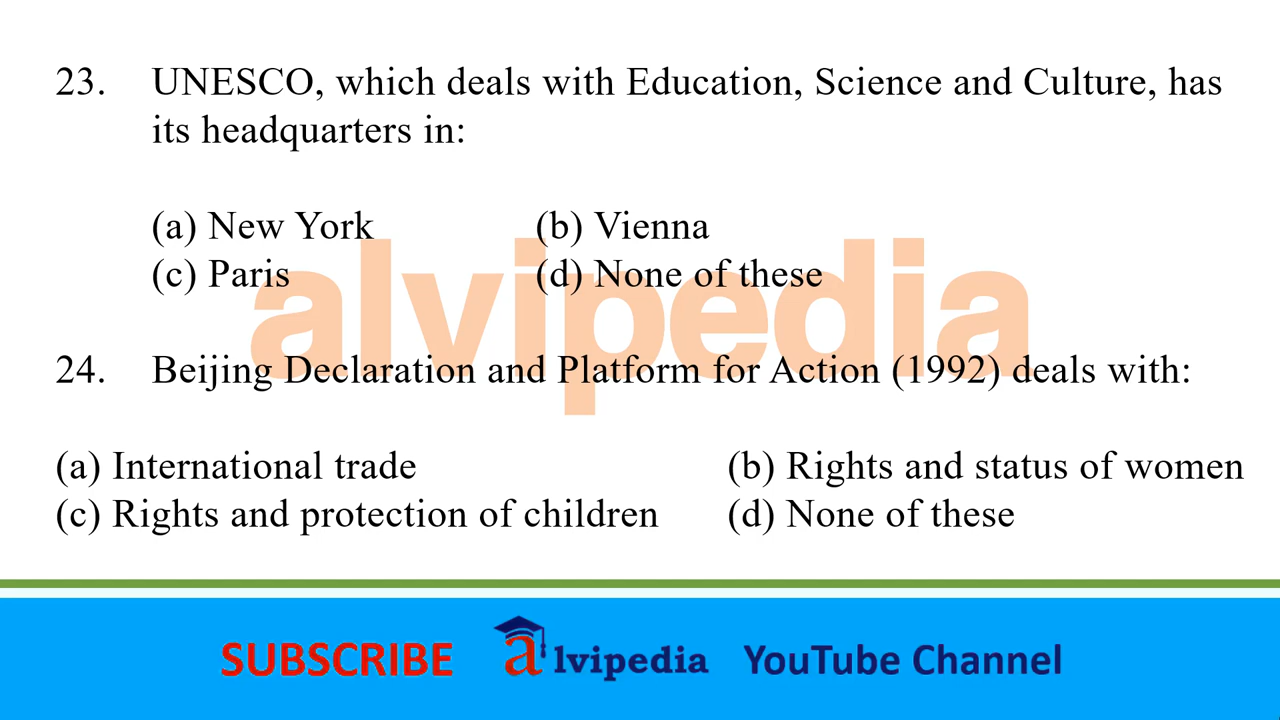 23. UNESCO, which deals with Education, Science and Culture, has
its headquarters in:
(a) New York (b) Vienna
(c) Paris (d) None of these
alvipedia
24. Beijing Declaration and Platform for Action (1992) deals with:
(a) International trade (b) Rights and status of women
(c) Rights and protection of children (d) None of these
SUBSCRIBE alvipedia YouTube Channel